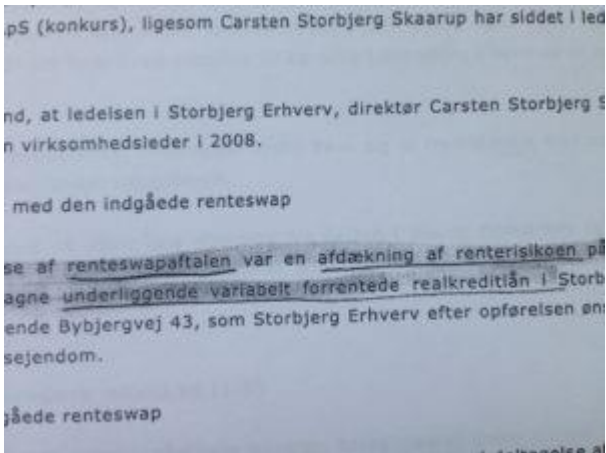 pS (konkurs), ligesom Carsten Storbjerg Skaarup har siddet i led
nd, at ledelsen i Storbjerg Erhverv, direktør Carsten Storbjerg S
n virksomhedsleder i 2008.
med den indgåede renteswap
se af renteswapaftalen var en afdækning af renterisikoen på
agne underliggende variabelt forrentede realkreditlån i Storb
ende Bybjergvej 43, som Storbjerg Erhverv efter opførelsen øns
sejendom.
gåede renteswap